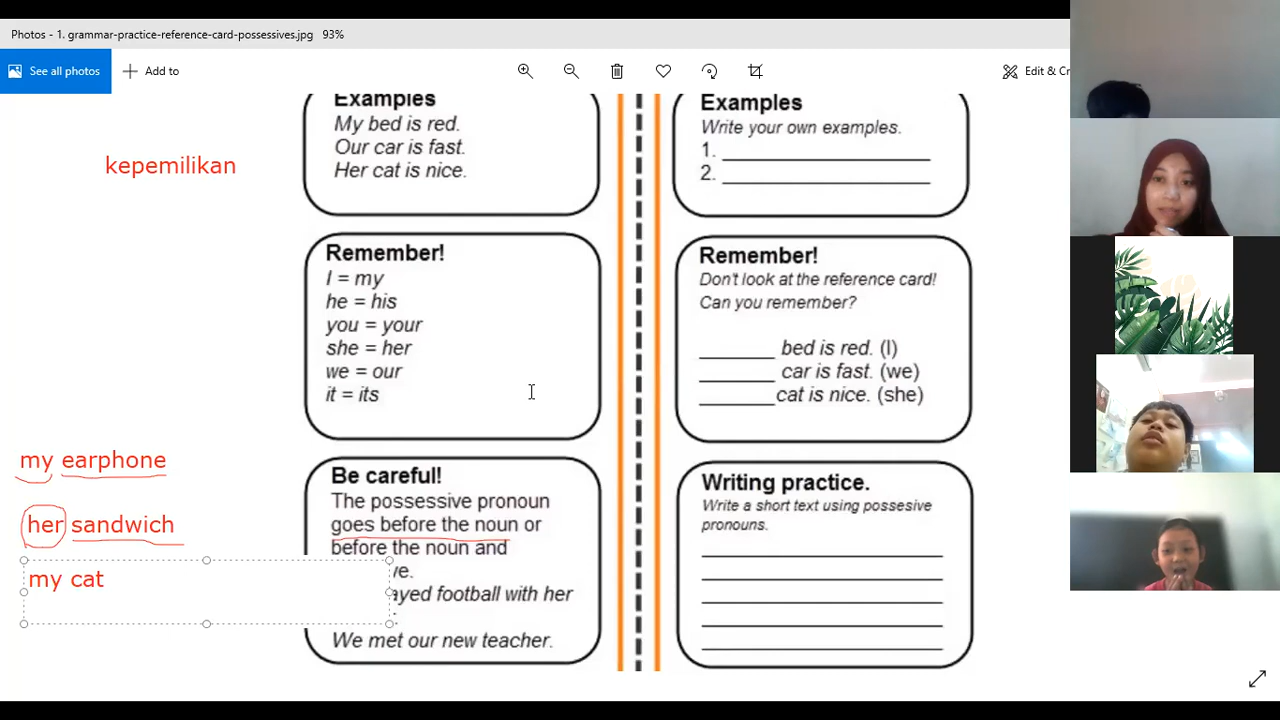 Photos - 1. grammar-practice-reference-card-possessives.jpg 93%
See all photos
Add to
Edit & Cr
Examples
My bed is red.
Our car is fast.
Her cat is nice.
Examples
Write your own examples.
1.
2.
kepemilikan
Remember!
I = my
he = his
you = your
she = her
we = our
it = its
Remember!
Don't look at the reference card!
Can you remember?
bed is red. (I)
car is fast. (we)
cat is nice. (she)
my earphone
her sandwich
my cat
Be careful!
The possessive pronoun
goes before the noun or
before the noun and
ve.
ayed football with her
We met our new teacher.
Writing practice.
Write a short text using possesive
pronouns.